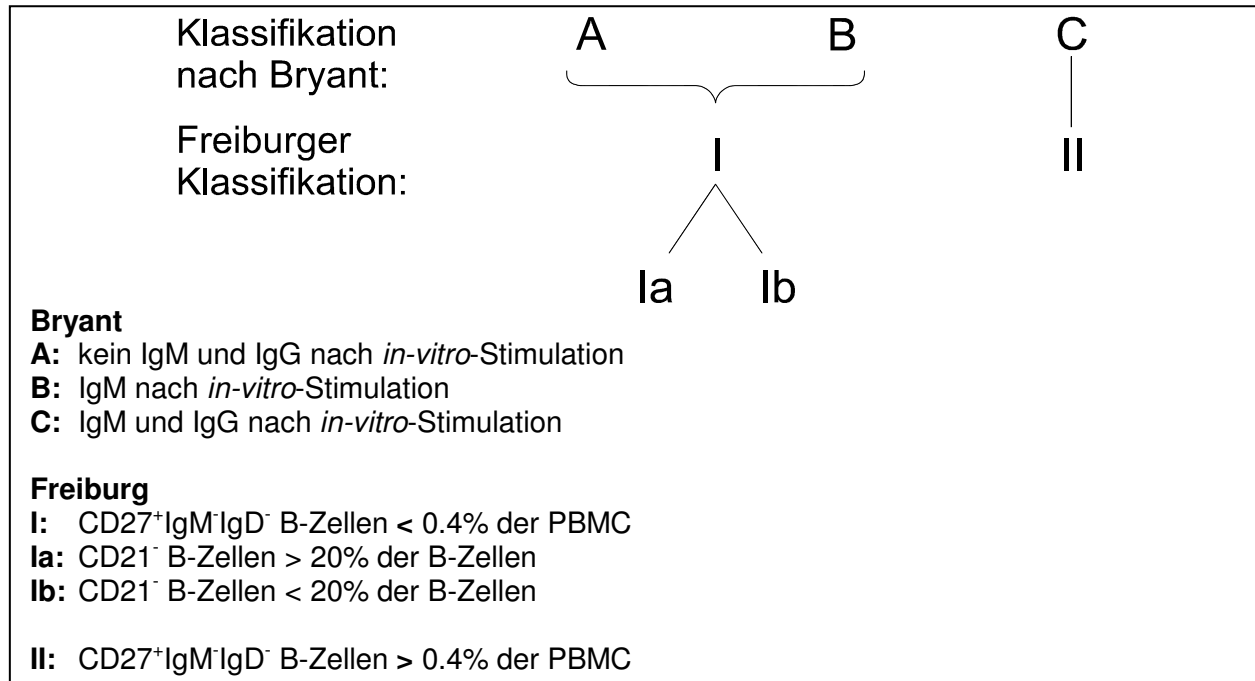 Klassifikation
nach Bryant:
A B C
Freiburger
Klassifikation:
I II
Ia Ib
Bryant
A: kein IgM und IgG nach in-vitro-Stimulation
B: IgM nach in-vitro-Stimulation
C: IgM und IgG nach in-vitro-Stimulation
Freiburg
I: CD27⁺IgM⁻IgD⁻ B-Zellen < 0.4% der PBMC
Ia: CD21⁻ B-Zellen > 20% der B-Zellen
Ib: CD21⁻ B-Zellen < 20% der B-Zellen
II: CD27⁺IgM⁻IgD⁻ B-Zellen > 0.4% der PBMC